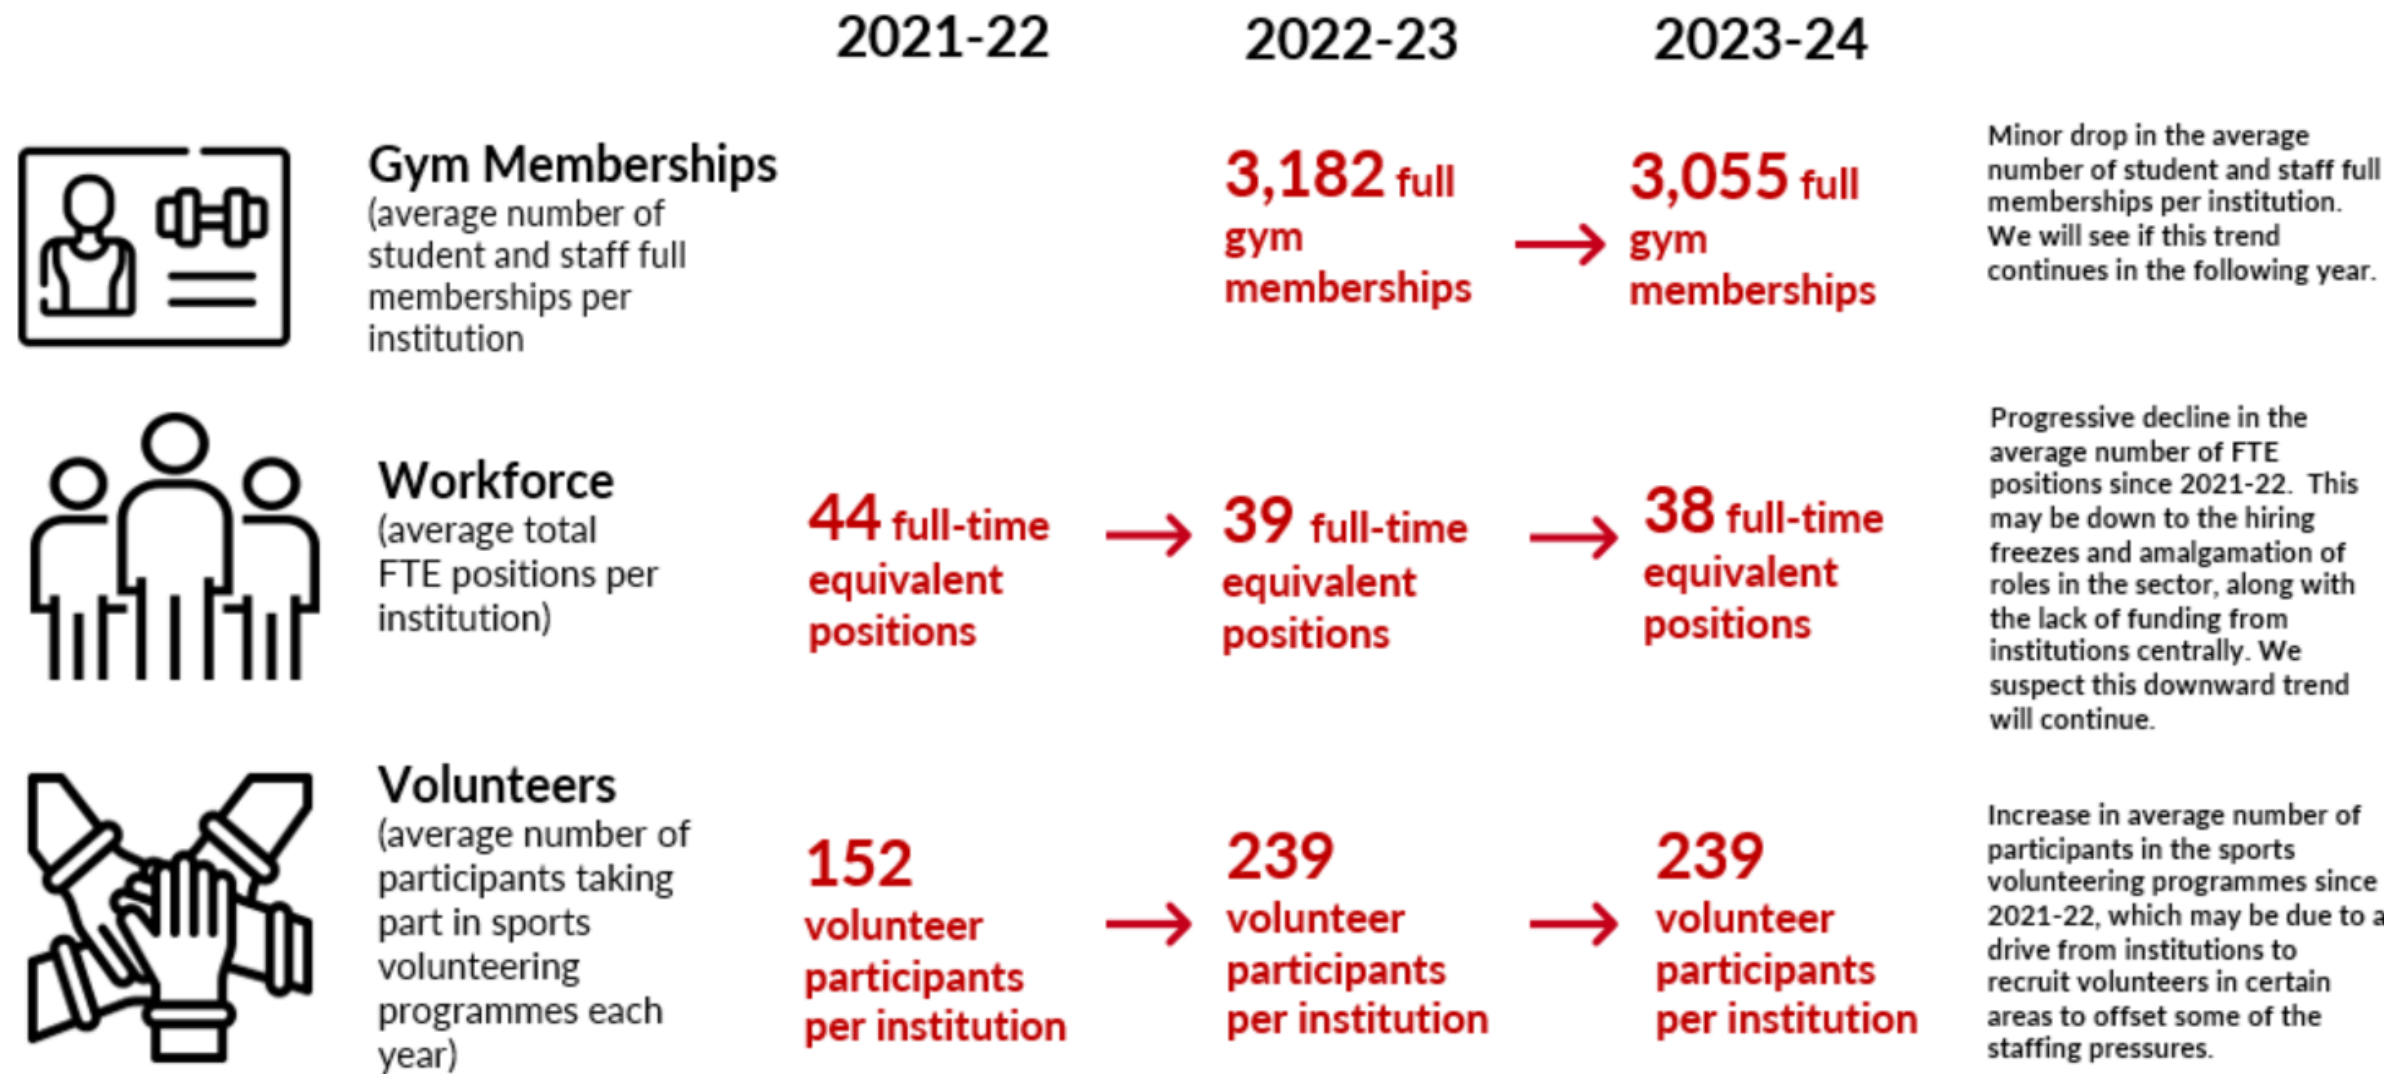 2021-22
2022-23
2023-24
Gym Memberships
(average number of
student and staff full
memberships per
institution
3,182 full
gym
memberships
3,055 full
gym
memberships
Minor drop in the average
number of student and staff full
memberships per institution.
We will see if this trend
continues in the following year.
Workforce
(average total
FTE positions per
institution)
44 full-time
equivalent
positions
39 full-time
equivalent
positions
38 full-time
equivalent
positions
Progressive decline in the
average number of FTE
positions since 2021-22. This
may be down to the hiring
freezes and amalgamation of
roles in the sector, along with
the lack of funding from
institutions centrally. We
suspect this downward trend
will continue.
Volunteers
(average number of
participants taking
part in sports
volunteering
programmes each
year)
152
volunteer
participants
per institution
239
volunteer
participants
per institution
239
volunteer
participants
per institution
Increase in average number of
participants in the sports
volunteering programmes since
2021-22, which may be due to a
drive from institutions to
recruit volunteers in certain
areas to offset some of the
staffing pressures.